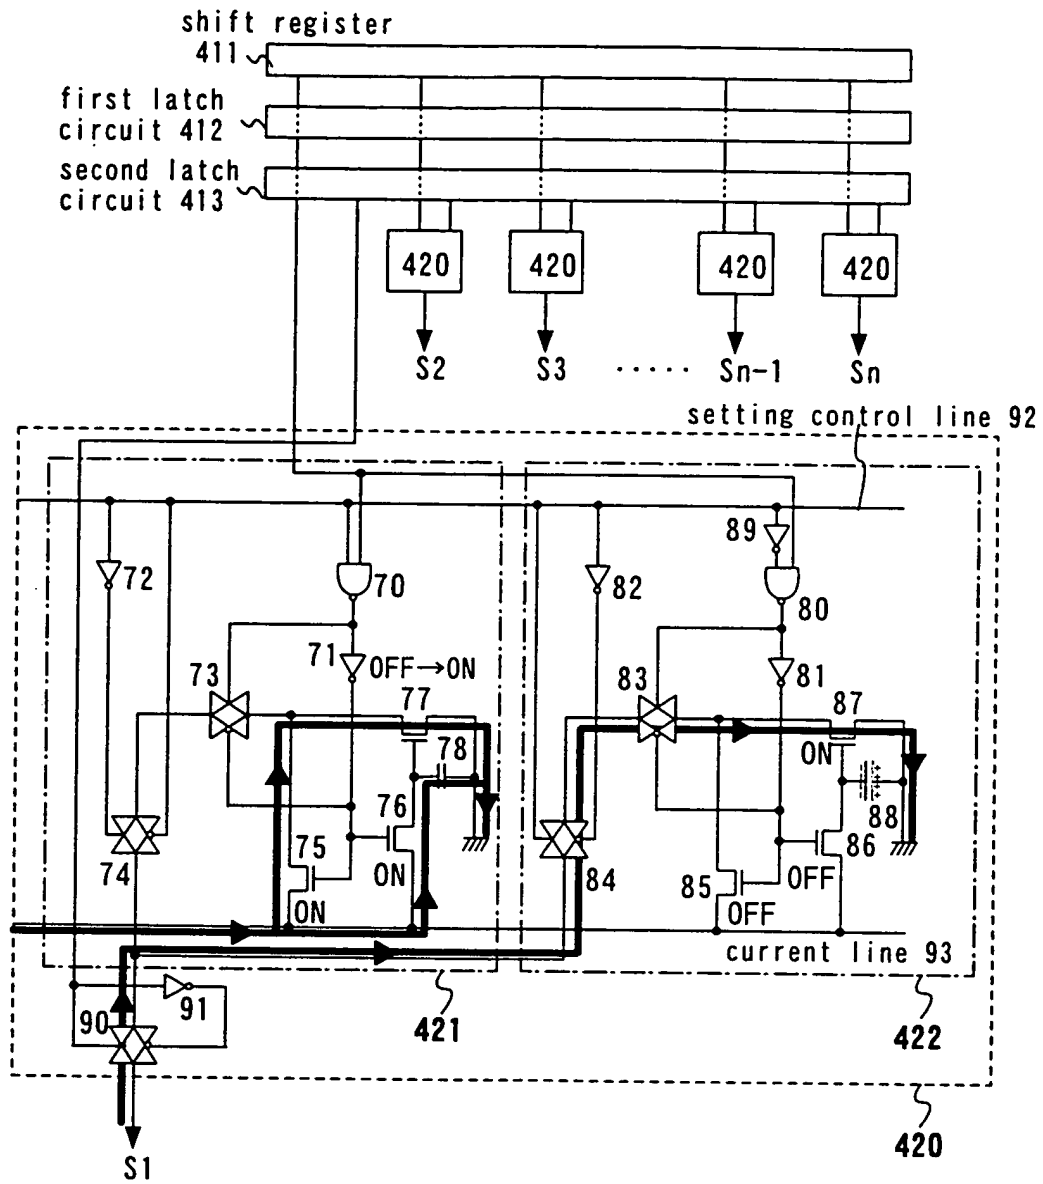 shift register
411
first latch
circuit 412
second latch
circuit 413
420
420
420
420
S2
S3
.....
Sn-1
Sn
setting control line 92
72
70
71
OFF→ON
73
77
78
76
75
ON
ON
74
89
82
80
81
83
87
ON
88
86
OFF
85
OFF
84
current line 93
90
91
421
422
420
S1